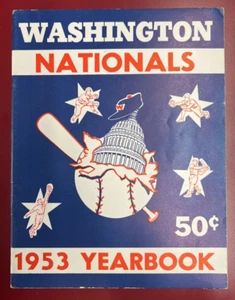 WASHINGTON
NATIONALS
50¢
1953 YEARBOOK